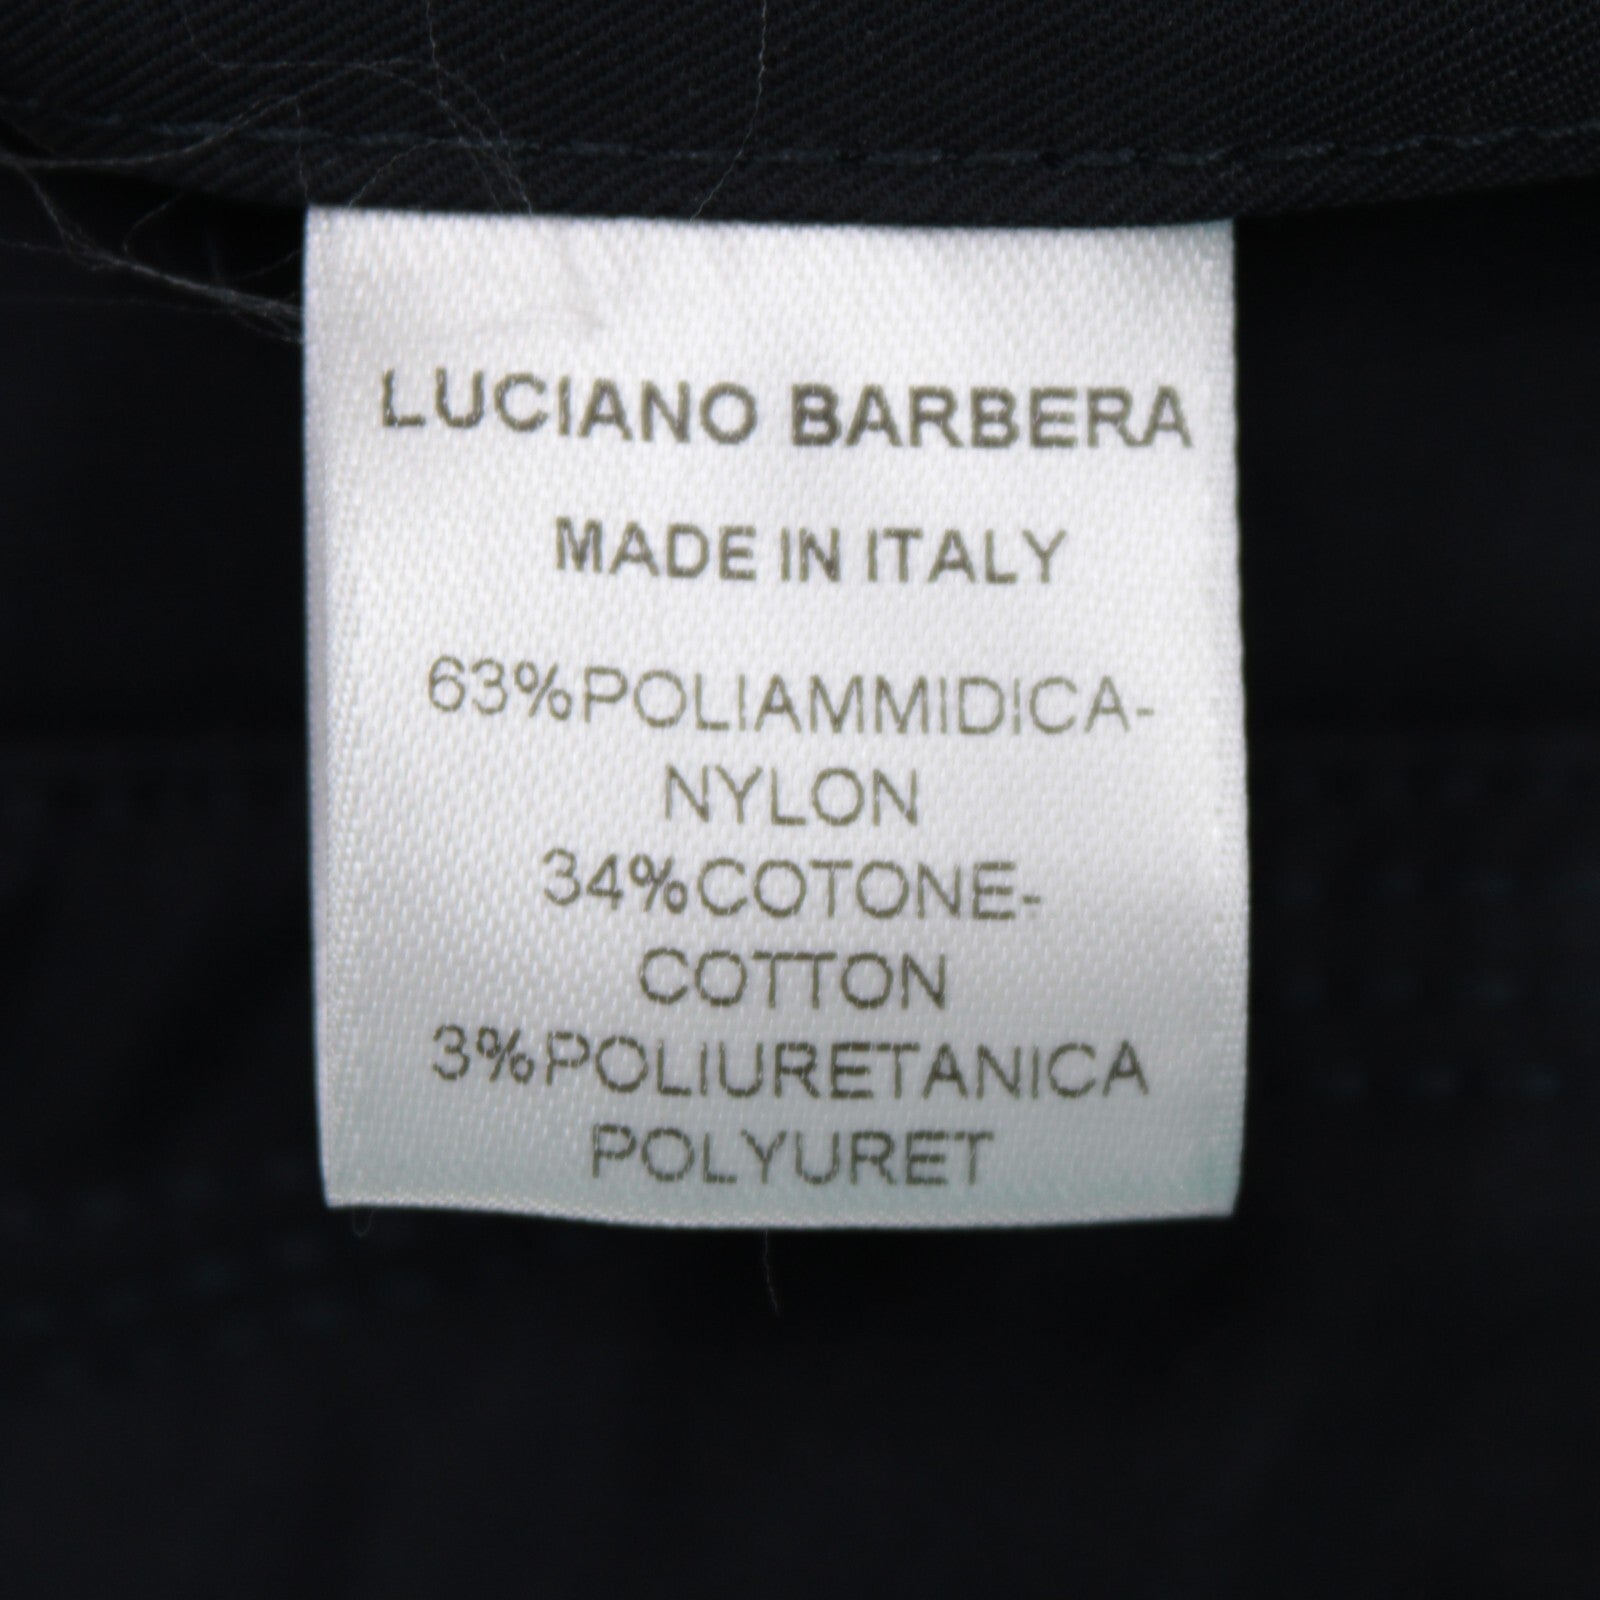 LUCIANO BARBERA
MADE IN ITALY
63%POLIAMMIDICA-
NYLON
34%COTONE-
COTTON
3%POLIURETANICA
POLYURET